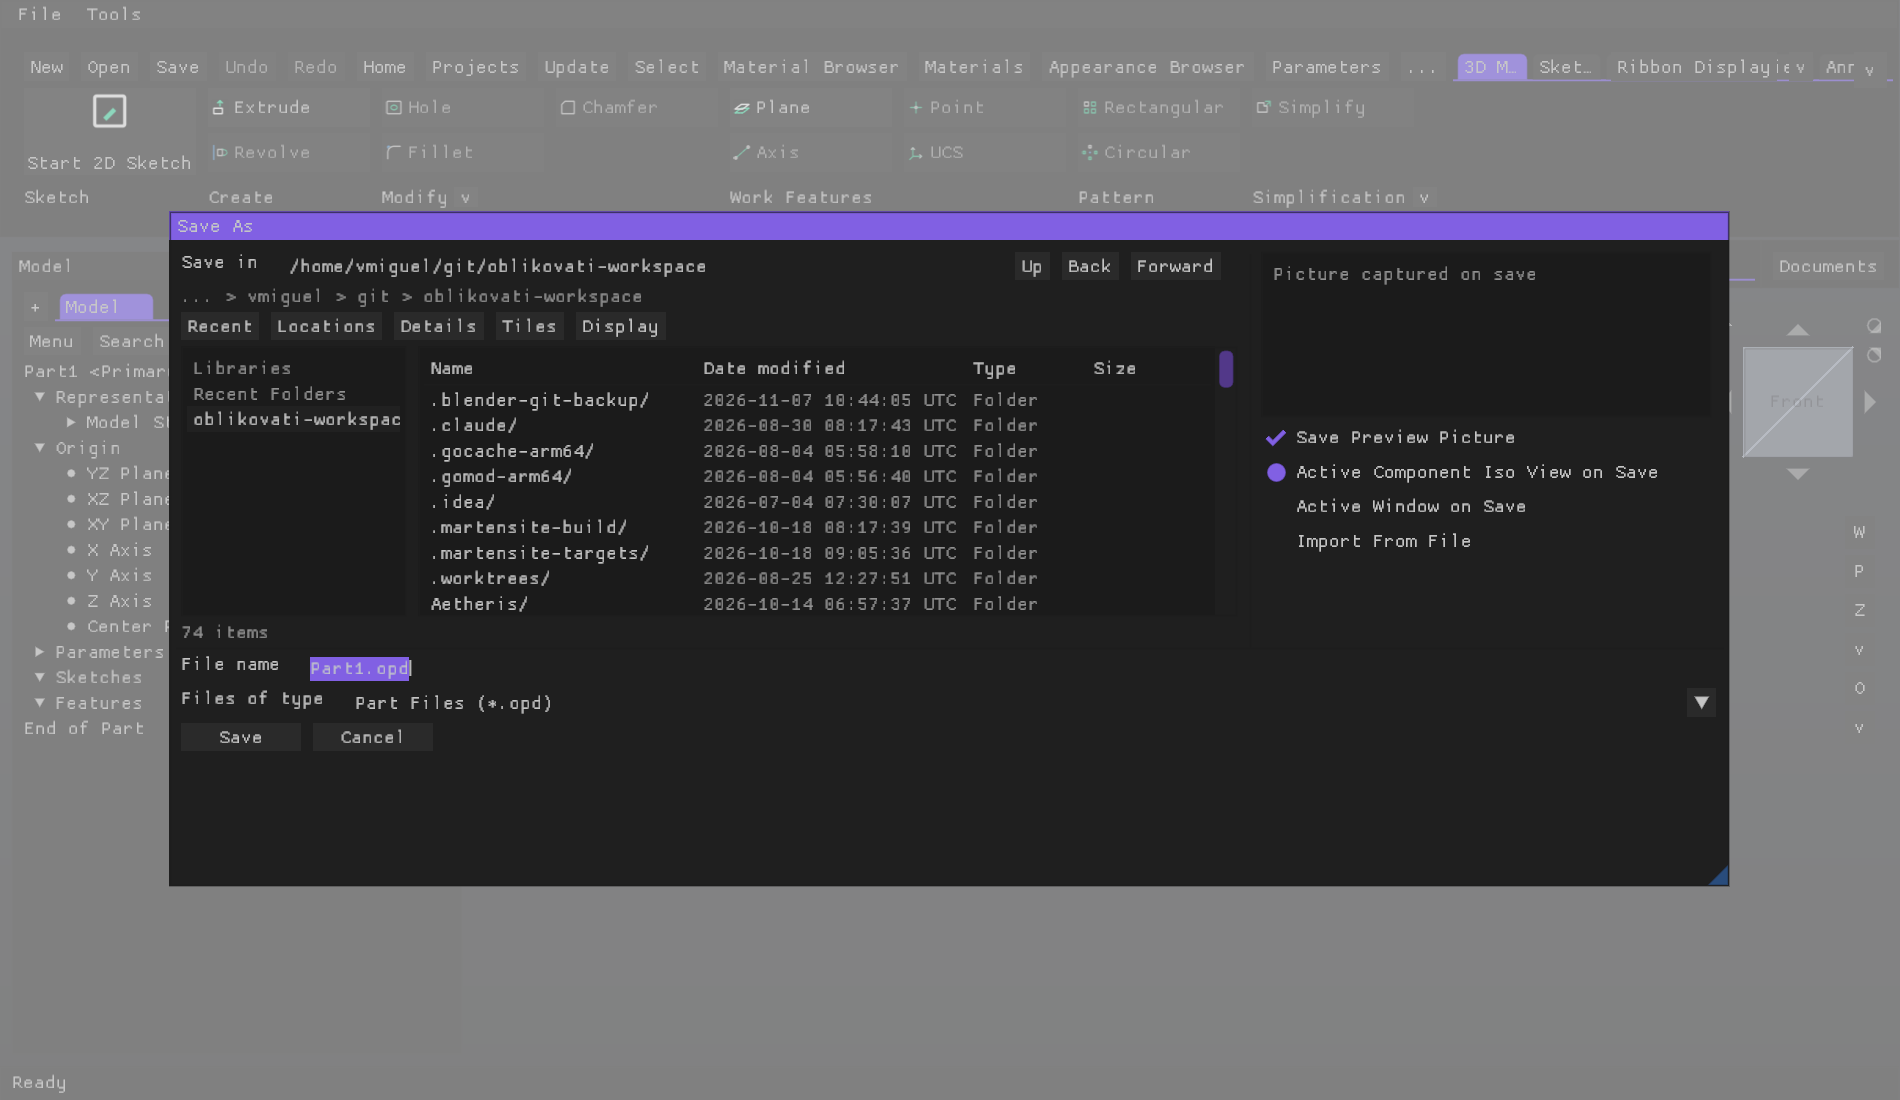 File Tools
New Open Save Undo Redo Home Projects Update Select Material Browser Materials Appearance Browser Parameters ... 3D M… Sket… Ribbon Display v v
Extrude Hole Chamfer Plane Point Rectangular Simplify
Start 2D Sketch Revolve Fillet Axis UCS Circular
Sketch Create Modify v Work Features Pattern Simplification v
Save As
Save in /home/vmiguel/git/oblikovati-workspace Up Back Forward
... > vmiguel > git > oblikovati-workspace
Recent Locations Details Tiles Display
Libraries
Recent Folders
oblikovati-workspac
Name Date modified Type Size
.blender-git-backup/ 2026-11-07 10:44:05 UTC Folder
.claude/ 2026-08-30 08:17:43 UTC Folder
.gocache-arm64/ 2026-08-04 05:58:10 UTC Folder
.gomod-arm64/ 2026-08-04 05:56:40 UTC Folder
.idea/ 2026-07-04 07:30:07 UTC Folder
.martensite-build/ 2026-10-18 08:17:39 UTC Folder
.martensite-targets/ 2026-10-18 09:05:36 UTC Folder
.worktrees/ 2026-08-25 12:27:51 UTC Folder
Aetheris/ 2026-10-14 06:57:37 UTC Folder
74 items
File name Part1.opd
Files of type Part Files (*.opd)
Save Cancel
Picture captured on save
Save Preview Picture
Active Component Iso View on Save
Active Window on Save
Import From File
Model
+ Model
Menu Search
Part1 <Primar
Representa
Model S
Origin
YZ Plane
XZ Plane
XY Plane
X Axis
Y Axis
Z Axis
Center
Parameters
Sketches
Features
End of Part
Documents
Front
W
P
Z
v
O
v
Ready